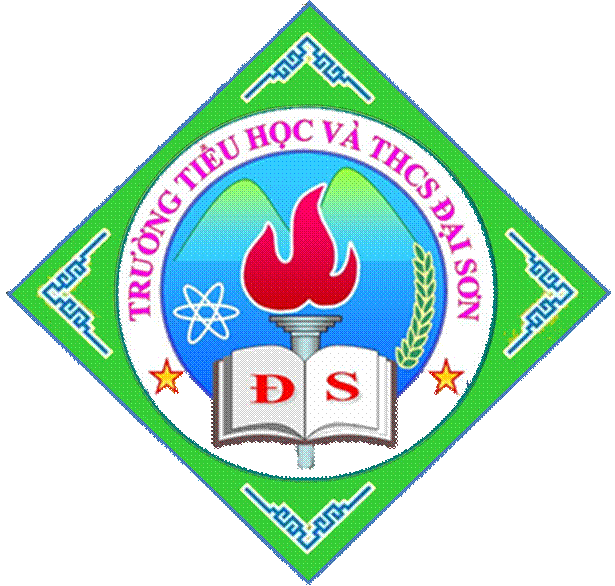 TRƯỜNG TIỂU HỌC VÀ THCS ĐẠI SƠN
Đ S